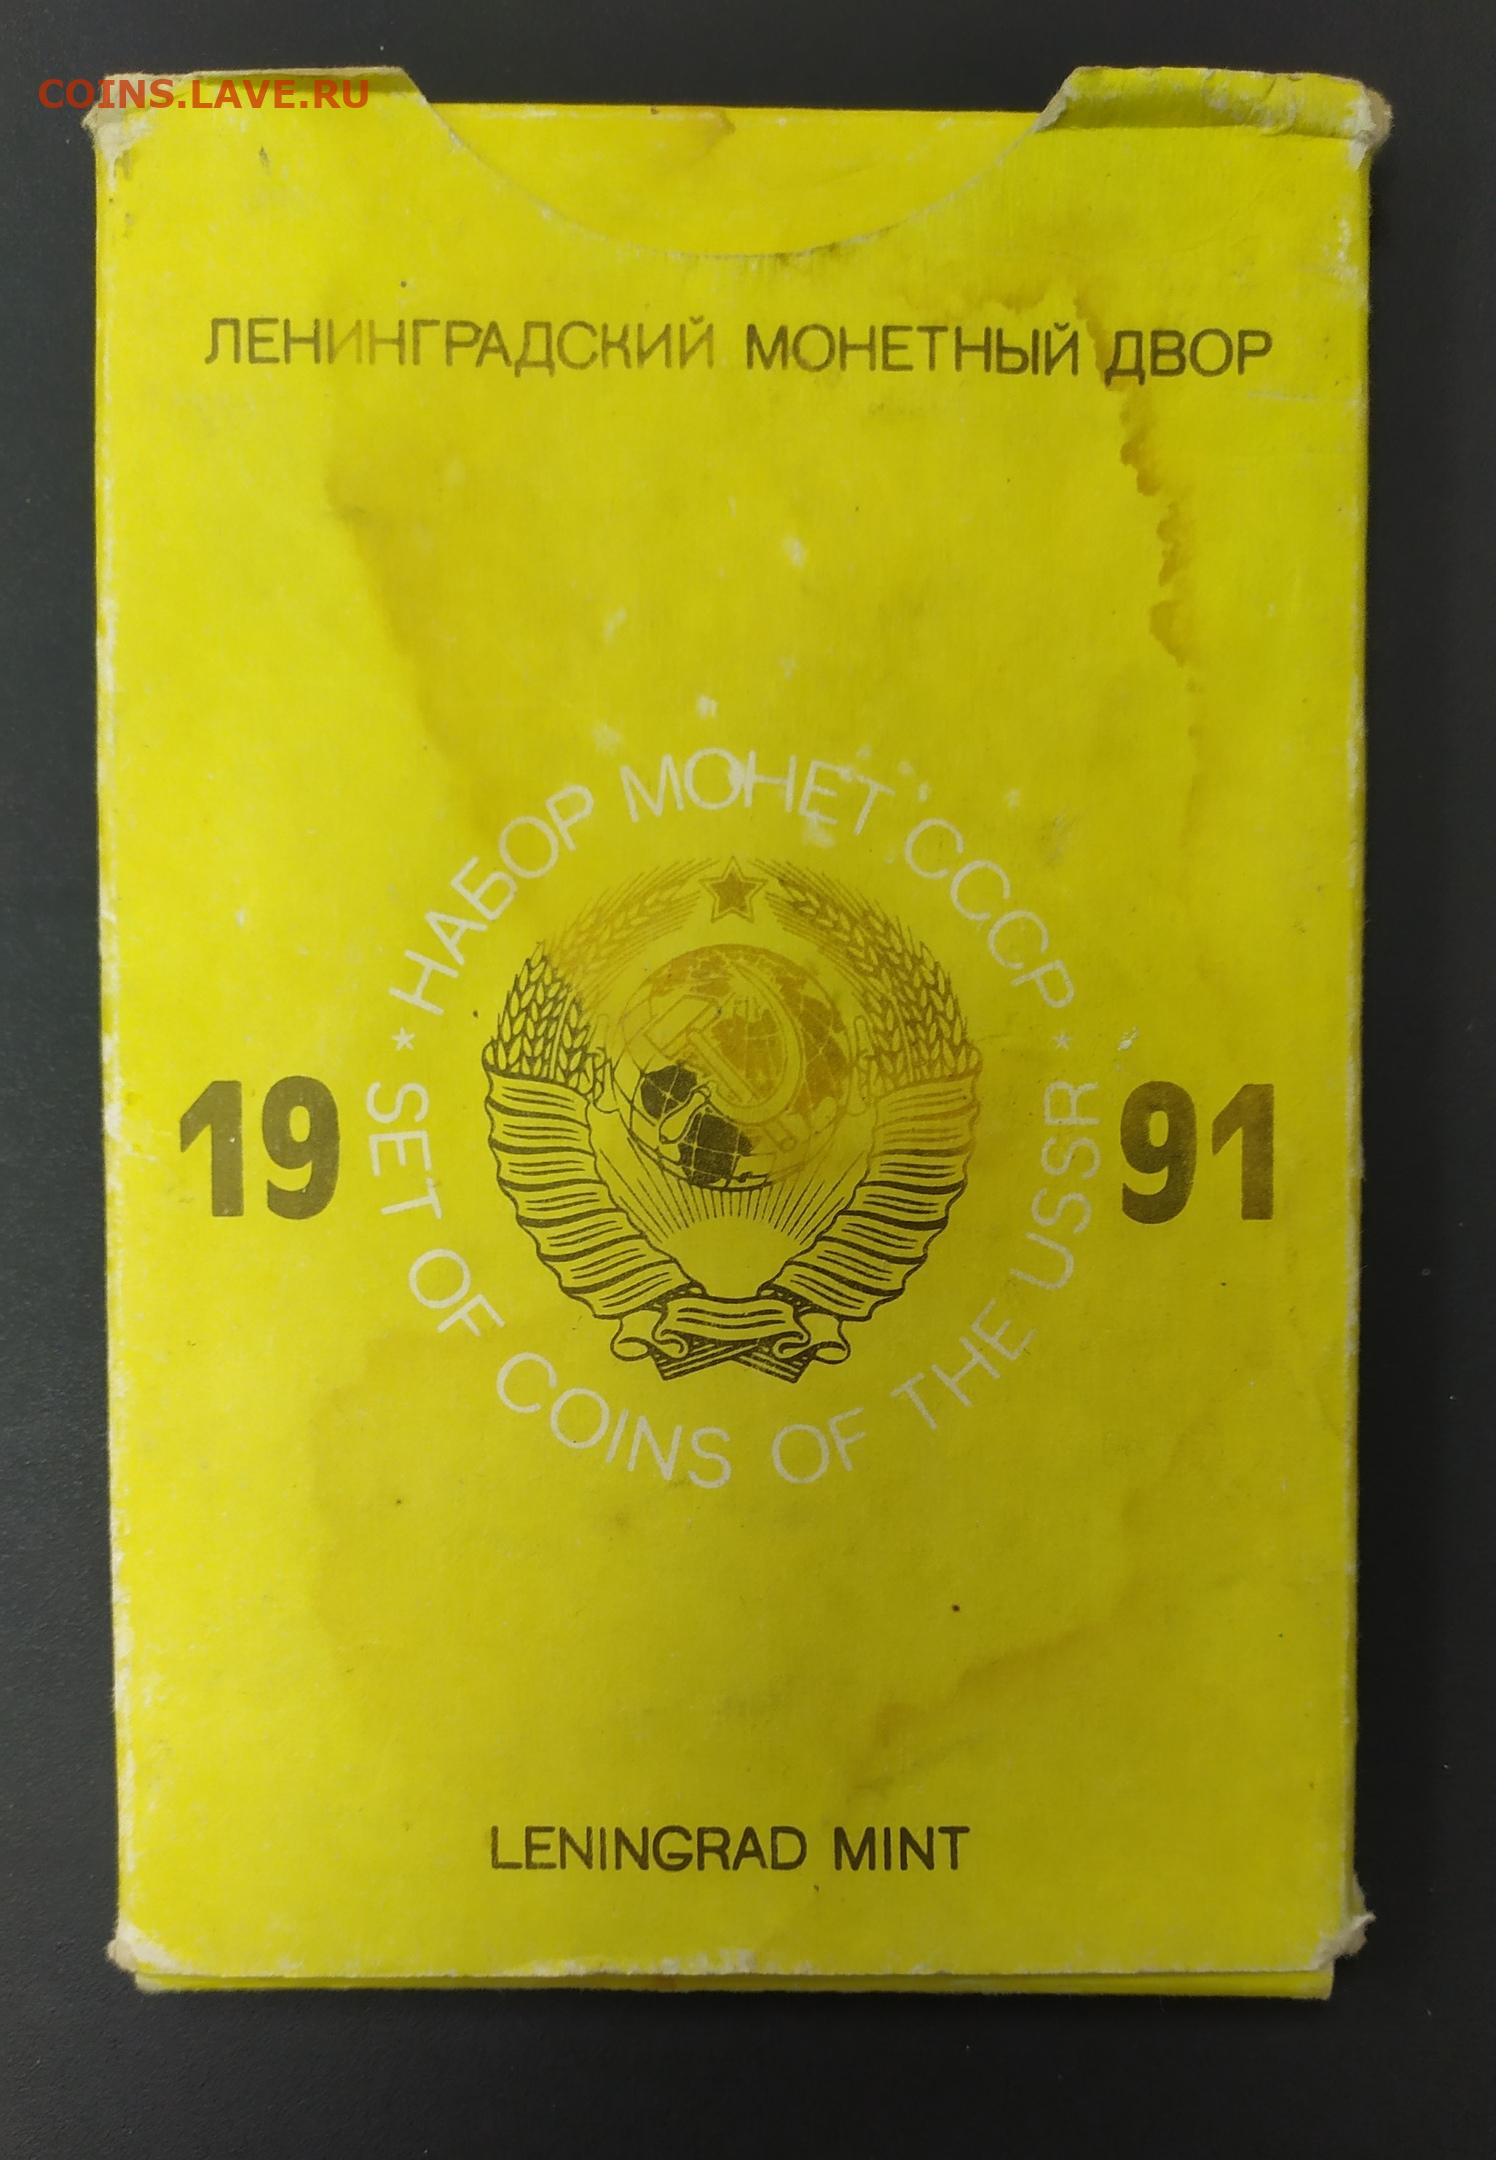 COINS.LAVE.RU
ЛЕНИНГРАДСКИЙ МОНЕТНЫЙ ДВОР
* НАБОР МОНЕТ СССР *
19 91
SET OF COINS OF THE USSR
LENINGRAD MINT